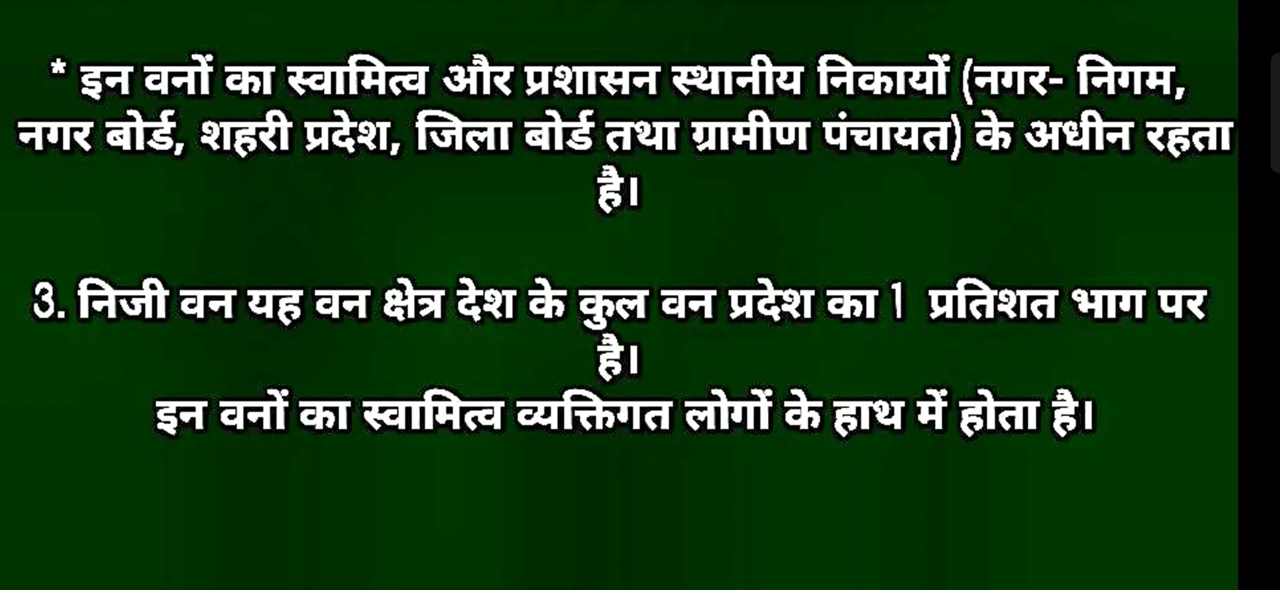 * इन वनों का स्वामित्व और प्रशासन स्थानीय निकायों (नगर- निगम,
नगर बोर्ड, शहरी प्रदेश, जिला बोर्ड तथा ग्रामीण पंचायत) के अधीन रहता
है।
3. निजी वन यह वन क्षेत्र देश के कुल वन प्रदेश का 1 प्रतिशत भाग पर
है।
इन वनों का स्वामित्व व्यक्तिगत लोगों के हाथ में होता है।